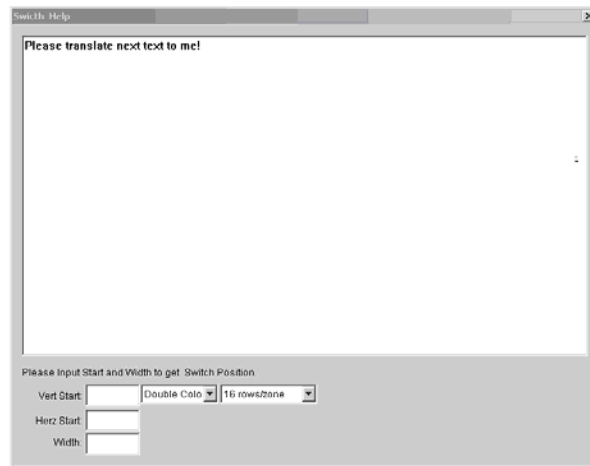 Swicth Help
Please translate next text to me!
Please Input Start and Width to get Switch Position
Vert Start: Double Colo 16 rows/zone
Herz Start:
Width: